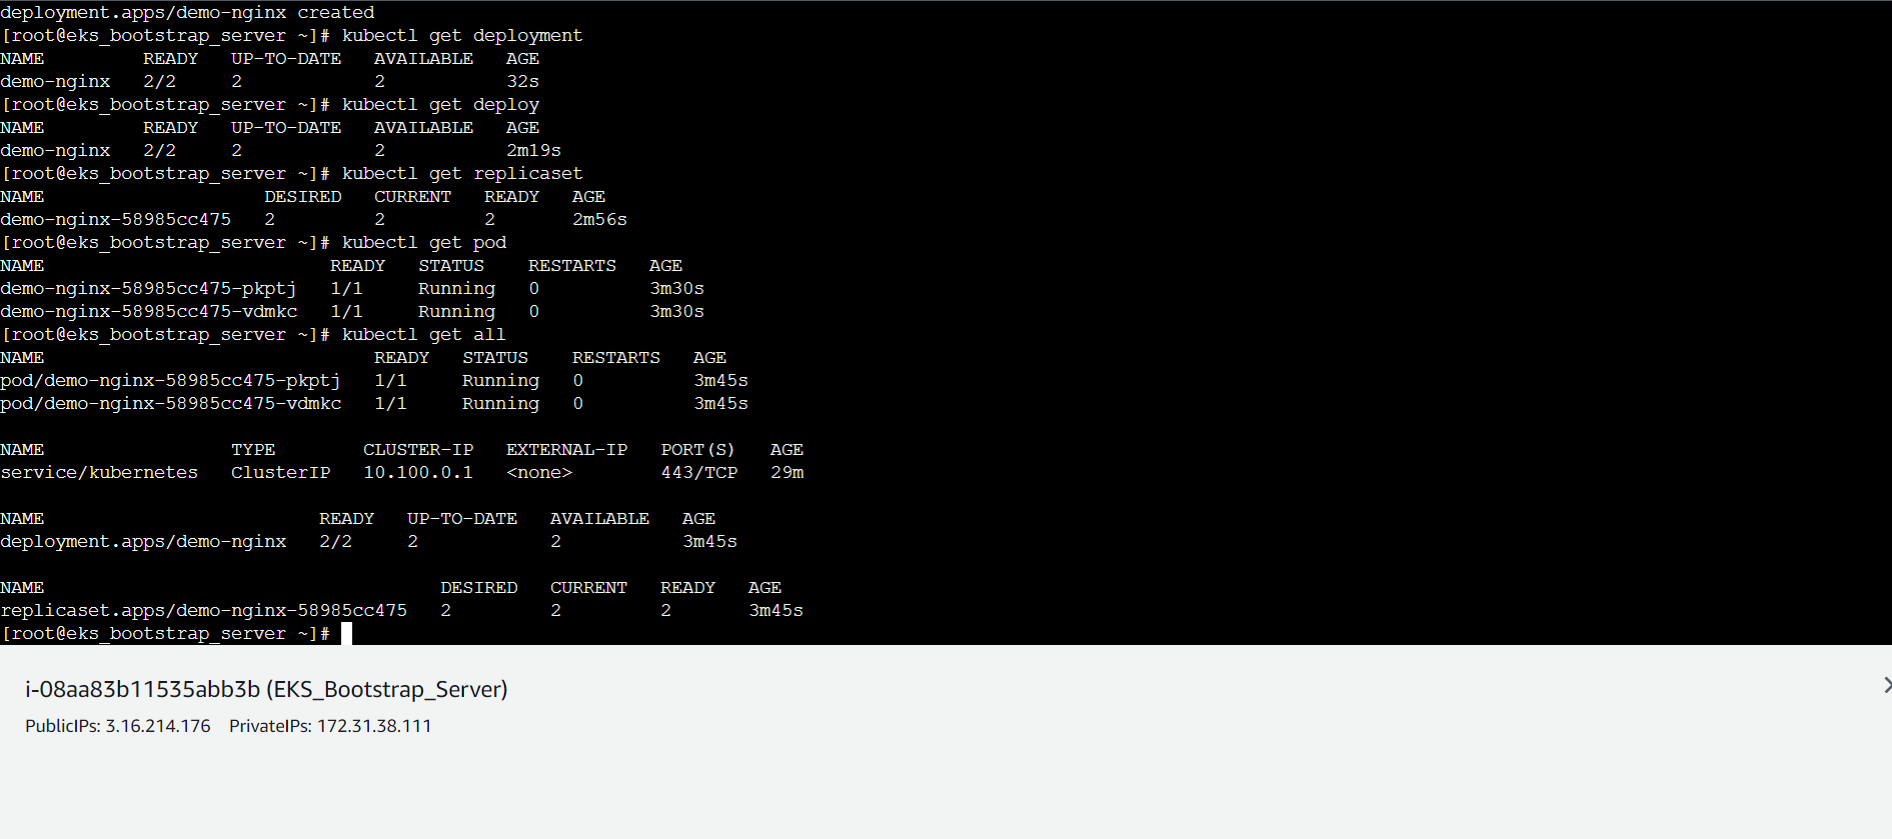 deployment.apps/demo-nginx created
[root@eks_bootstrap_server ~]# kubectl get deployment
NAME         READY   UP-TO-DATE   AVAILABLE   AGE
demo-nginx   2/2     2            2           32s
[root@eks_bootstrap_server ~]# kubectl get deploy
NAME         READY   UP-TO-DATE   AVAILABLE   AGE
demo-nginx   2/2     2            2           2m19s
[root@eks_bootstrap_server ~]# kubectl get replicaset
NAME                    DESIRED   CURRENT   READY   AGE
demo-nginx-58985cc475   2         2         2       2m56s
[root@eks_bootstrap_server ~]# kubectl get pod
NAME                          READY   STATUS    RESTARTS   AGE
demo-nginx-58985cc475-pkptj   1/1     Running   0          3m30s
demo-nginx-58985cc475-vdmkc   1/1     Running   0          3m30s
[root@eks_bootstrap_server ~]# kubectl get all
NAME                              READY   STATUS    RESTARTS   AGE
pod/demo-nginx-58985cc475-pkptj   1/1     Running   0          3m45s
pod/demo-nginx-58985cc475-vdmkc   1/1     Running   0          3m45s
NAME                 TYPE        CLUSTER-IP   EXTERNAL-IP   PORT(S)   AGE
service/kubernetes   ClusterIP   10.100.0.1   <none>        443/TCP   29m
NAME                         READY   UP-TO-DATE   AVAILABLE   AGE
deployment.apps/demo-nginx   2/2     2            2           3m45s
NAME                                    DESIRED   CURRENT   READY   AGE
replicaset.apps/demo-nginx-58985cc475   2         2         2       3m45s
[root@eks_bootstrap_server ~]#
i-08aa83b11535abb3b (EKS_Bootstrap_Server)
PublicIPs: 3.16.214.176 PrivateIPs: 172.31.38.111